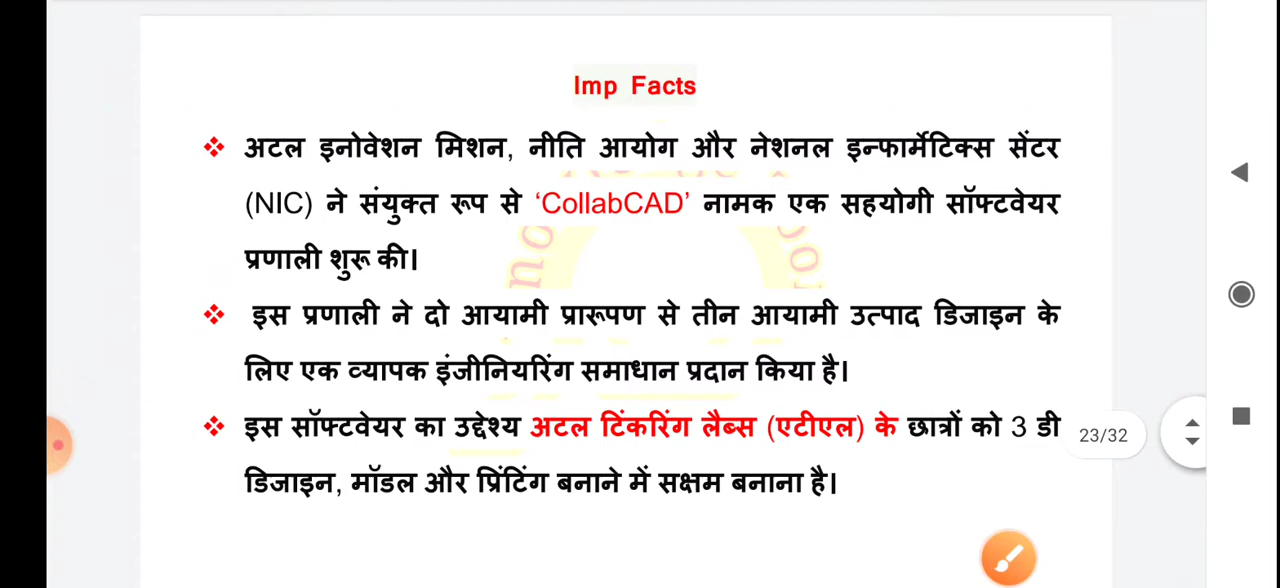 Imp Facts
❖ अटल इनोवेशन मिशन, नीति आयोग और नेशनल इन्फार्मेटिक्स सेंटर
(NIC) ने संयुक्त रूप से ‘CollabCAD’ नामक एक सहयोगी सॉफ्टवेयर
प्रणाली शुरू की।
❖ इस प्रणाली ने दो आयामी प्रारूपण से तीन आयामी उत्पाद डिजाइन के
लिए एक व्यापक इंजीनियरिंग समाधान प्रदान किया है।
❖ इस सॉफ्टवेयर का उद्देश्य अटल टिंकरिंग लैब्स (एटीएल) के छात्रों को 3 डी
डिजाइन, मॉडल और प्रिंटिंग बनाने में सक्षम बनाना है।
23/32